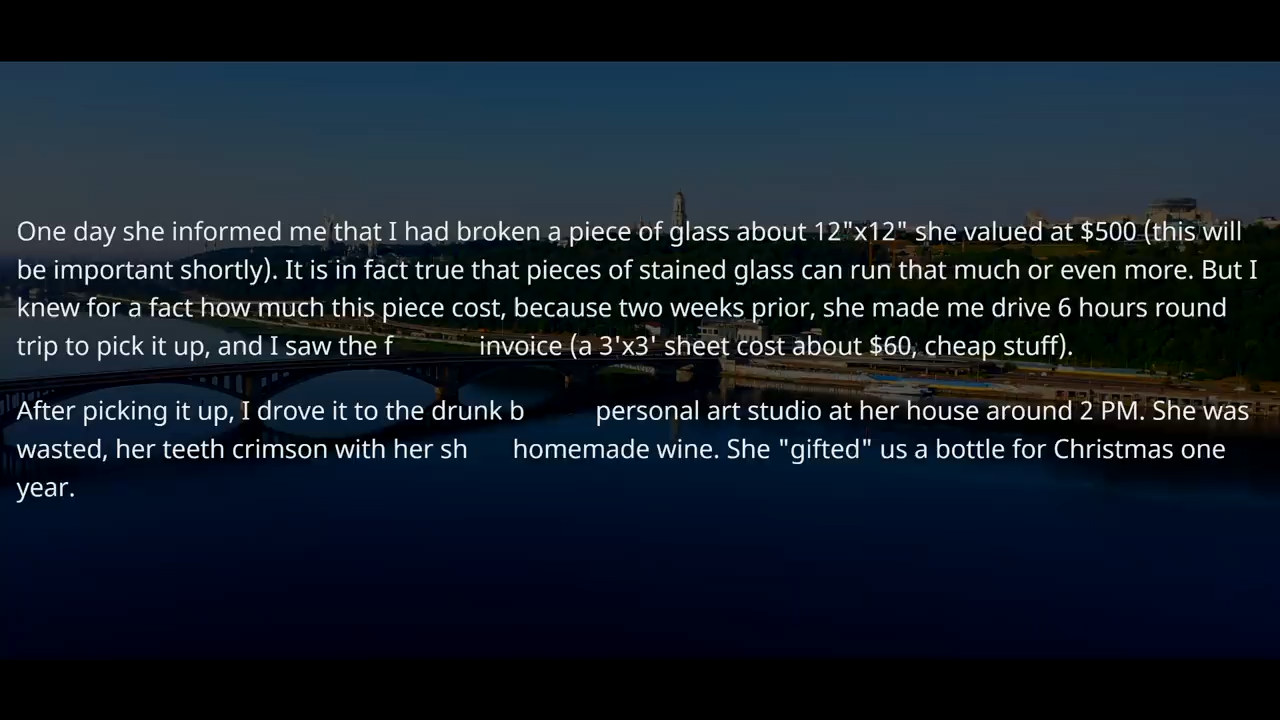 One day she informed me that I had broken a piece of glass about 12"x12" she valued at $500 (this will
be important shortly). It is in fact true that pieces of stained glass can run that much or even more. But I
knew for a fact how much this piece cost, because two weeks prior, she made me drive 6 hours round
trip to pick it up, and I saw the f invoice (a 3'x3' sheet cost about $60, cheap stuff).
After picking it up, I drove it to the drunk b personal art studio at her house around 2 PM. She was
wasted, her teeth crimson with her sh homemade wine. She "gifted" us a bottle for Christmas one
year.